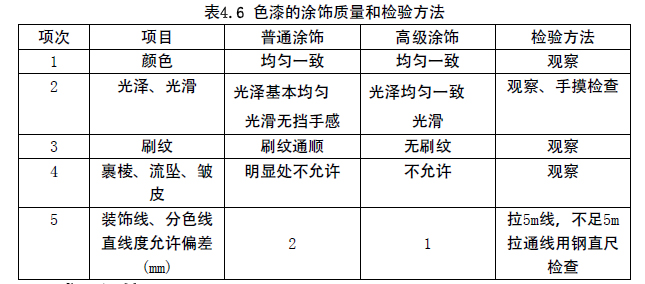 表4.6 色漆的涂饰质量和检验方法
项次 项目 普通涂饰 高级涂饰 检验方法
1 颜色 均匀一致 均匀一致 观察
2 光泽、光滑 光泽基本均匀 光泽均匀一致 观察、手摸检查
光滑无挡手感 光滑
3 刷纹 刷纹通顺 无刷纹 观察
4 裹棱、流坠、皱 明显处不允许 不允许 观察
皮
5 装饰线、分色线 拉5m线，不足5m
直线度允许偏差 2 1 拉通线用钢直尺
(mm) 检查